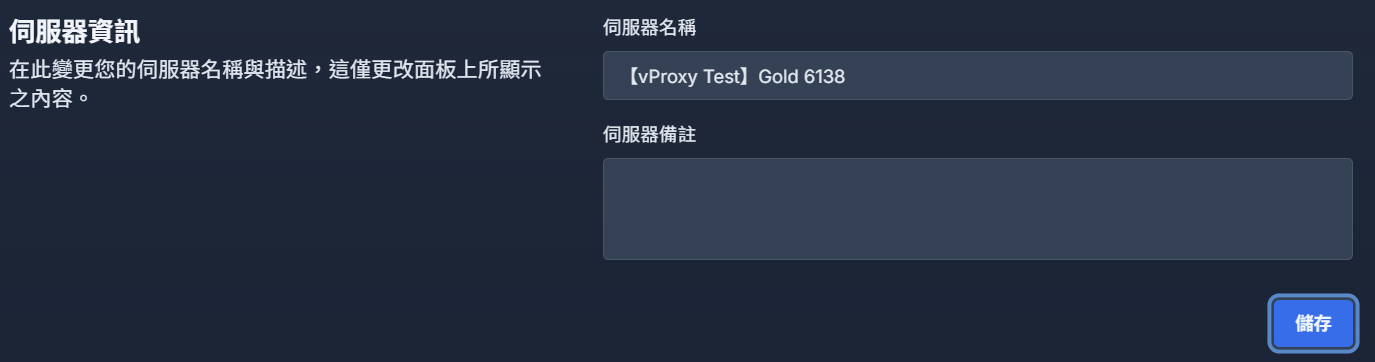 伺服器資訊
在此變更您的伺服器名稱與描述，這僅更改面板上所顯示
之內容。
伺服器名稱
【vProxy Test】Gold 6138
伺服器備註
儲存